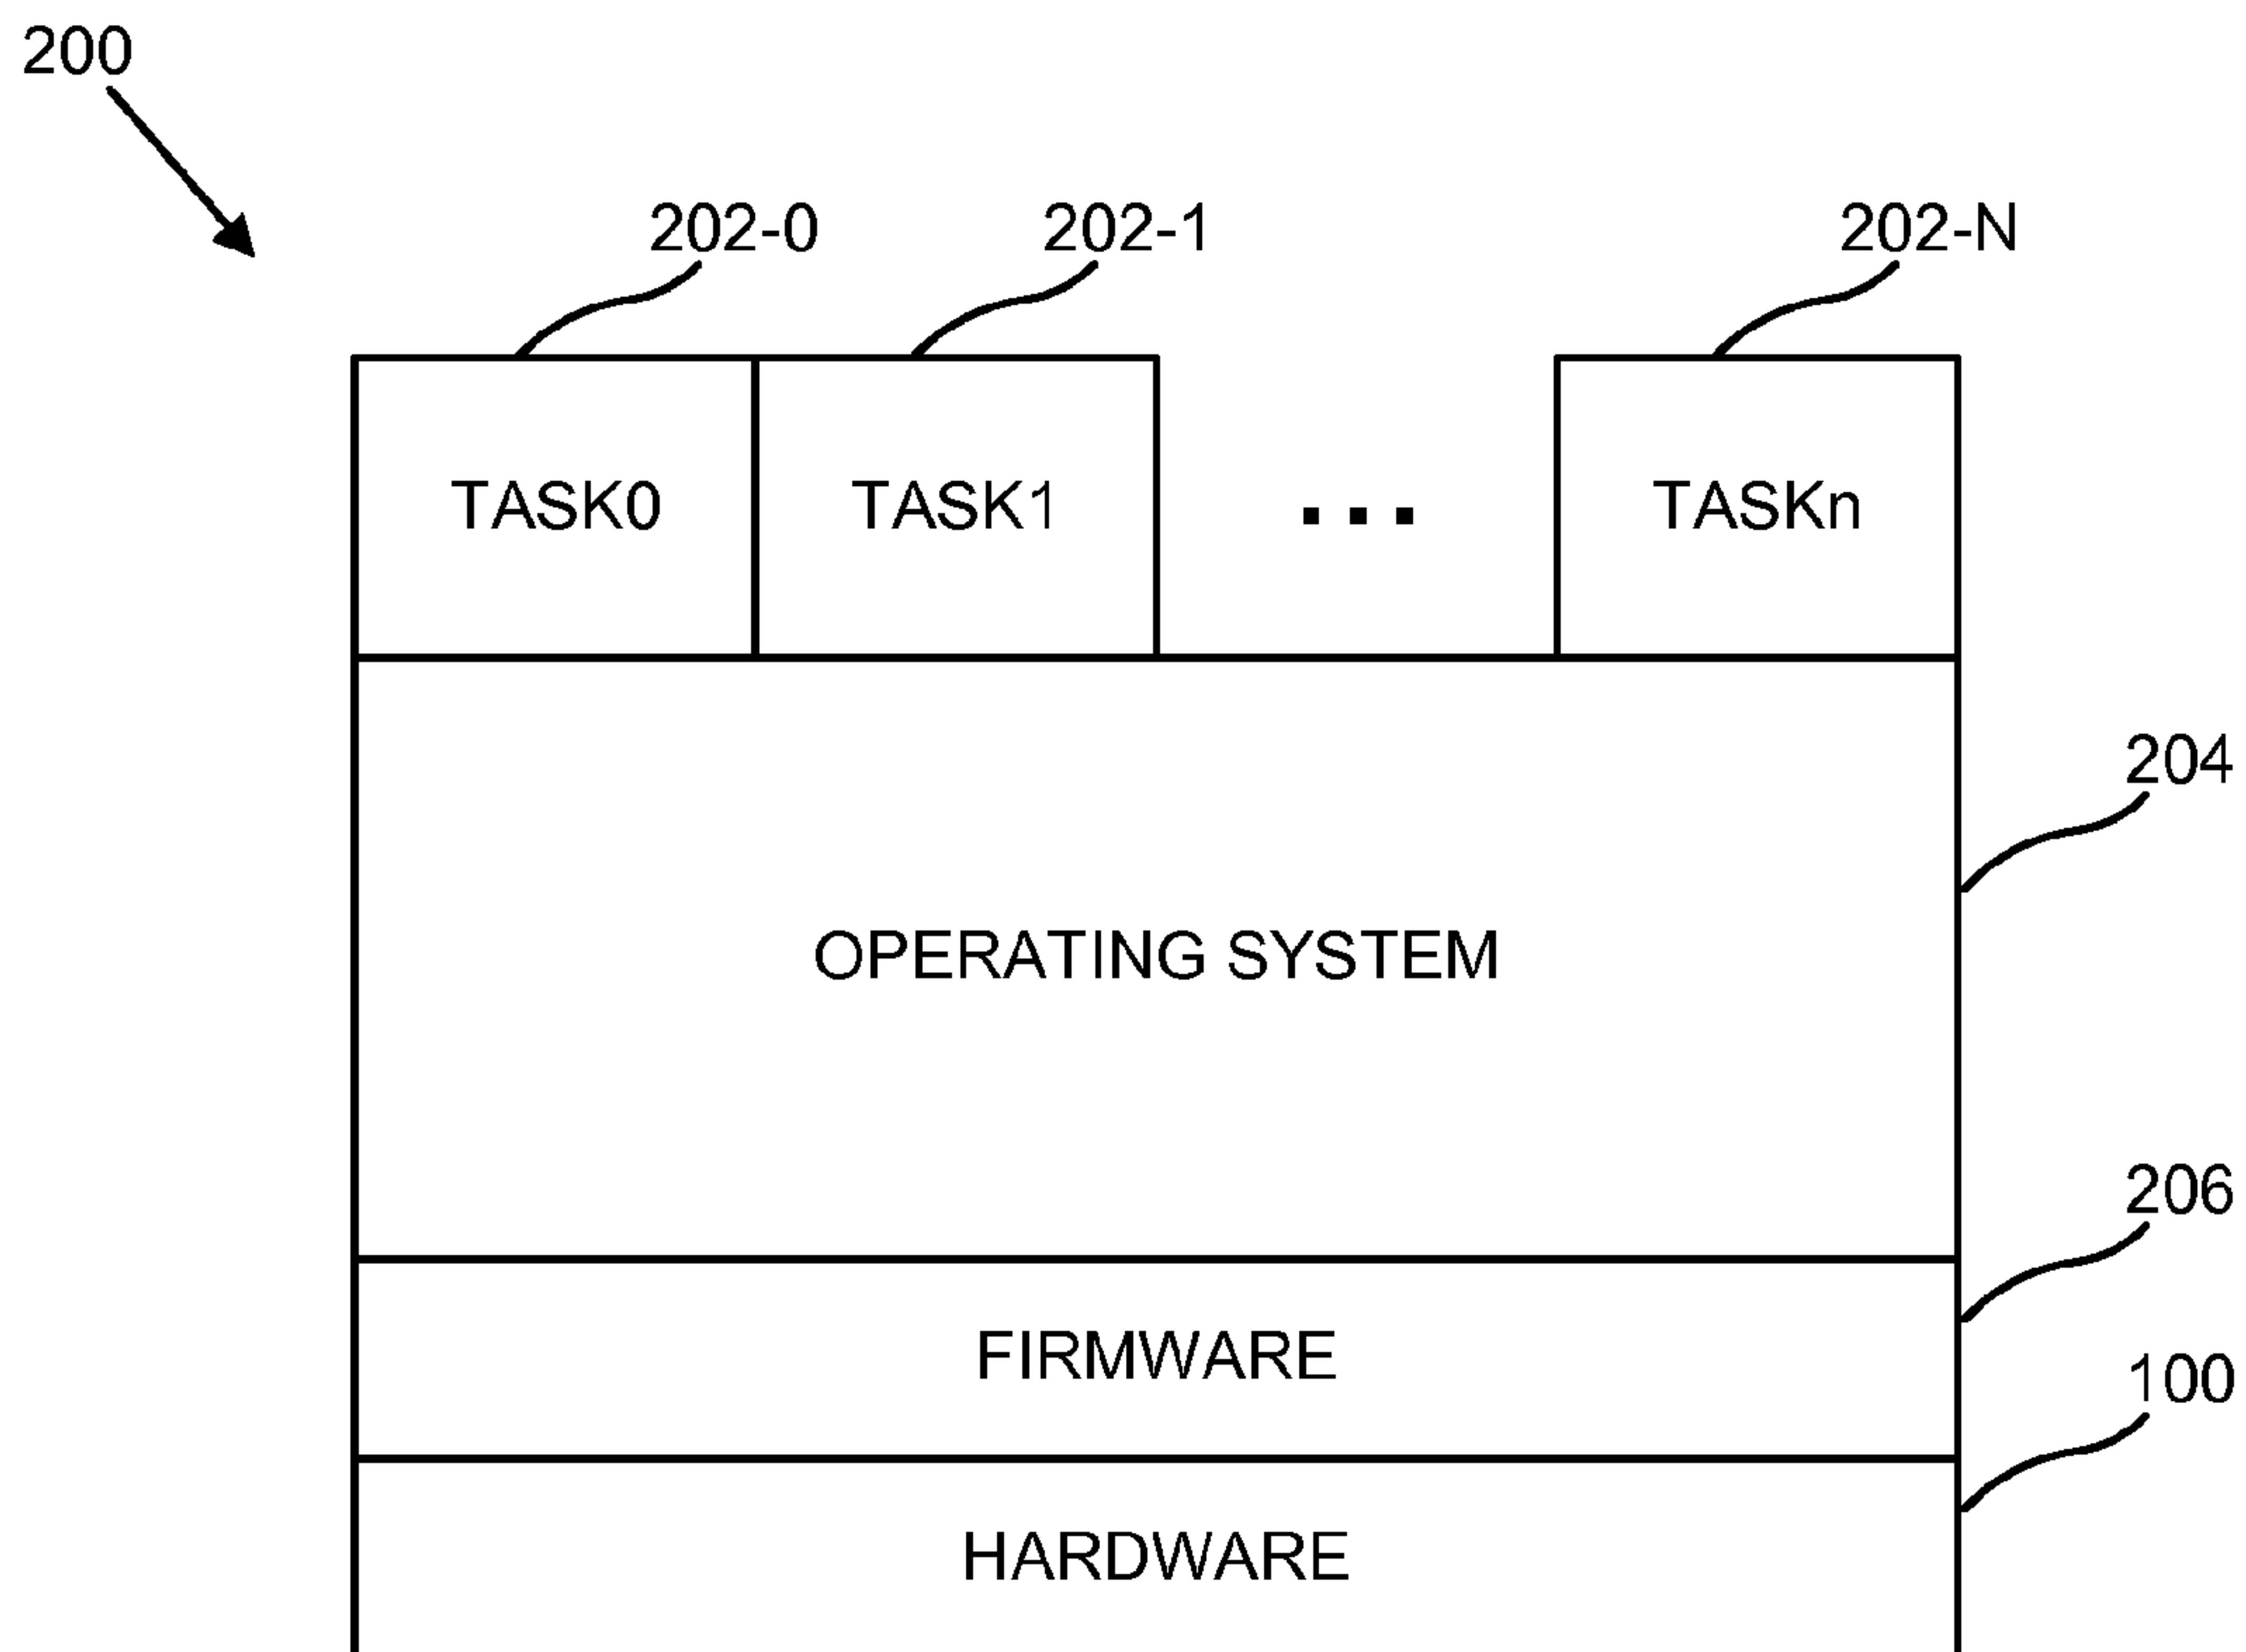 200
202-0 202-1 202-N
TASK0 TASK1 ... TASKn
204
OPERATING SYSTEM
206
FIRMWARE
100
HARDWARE